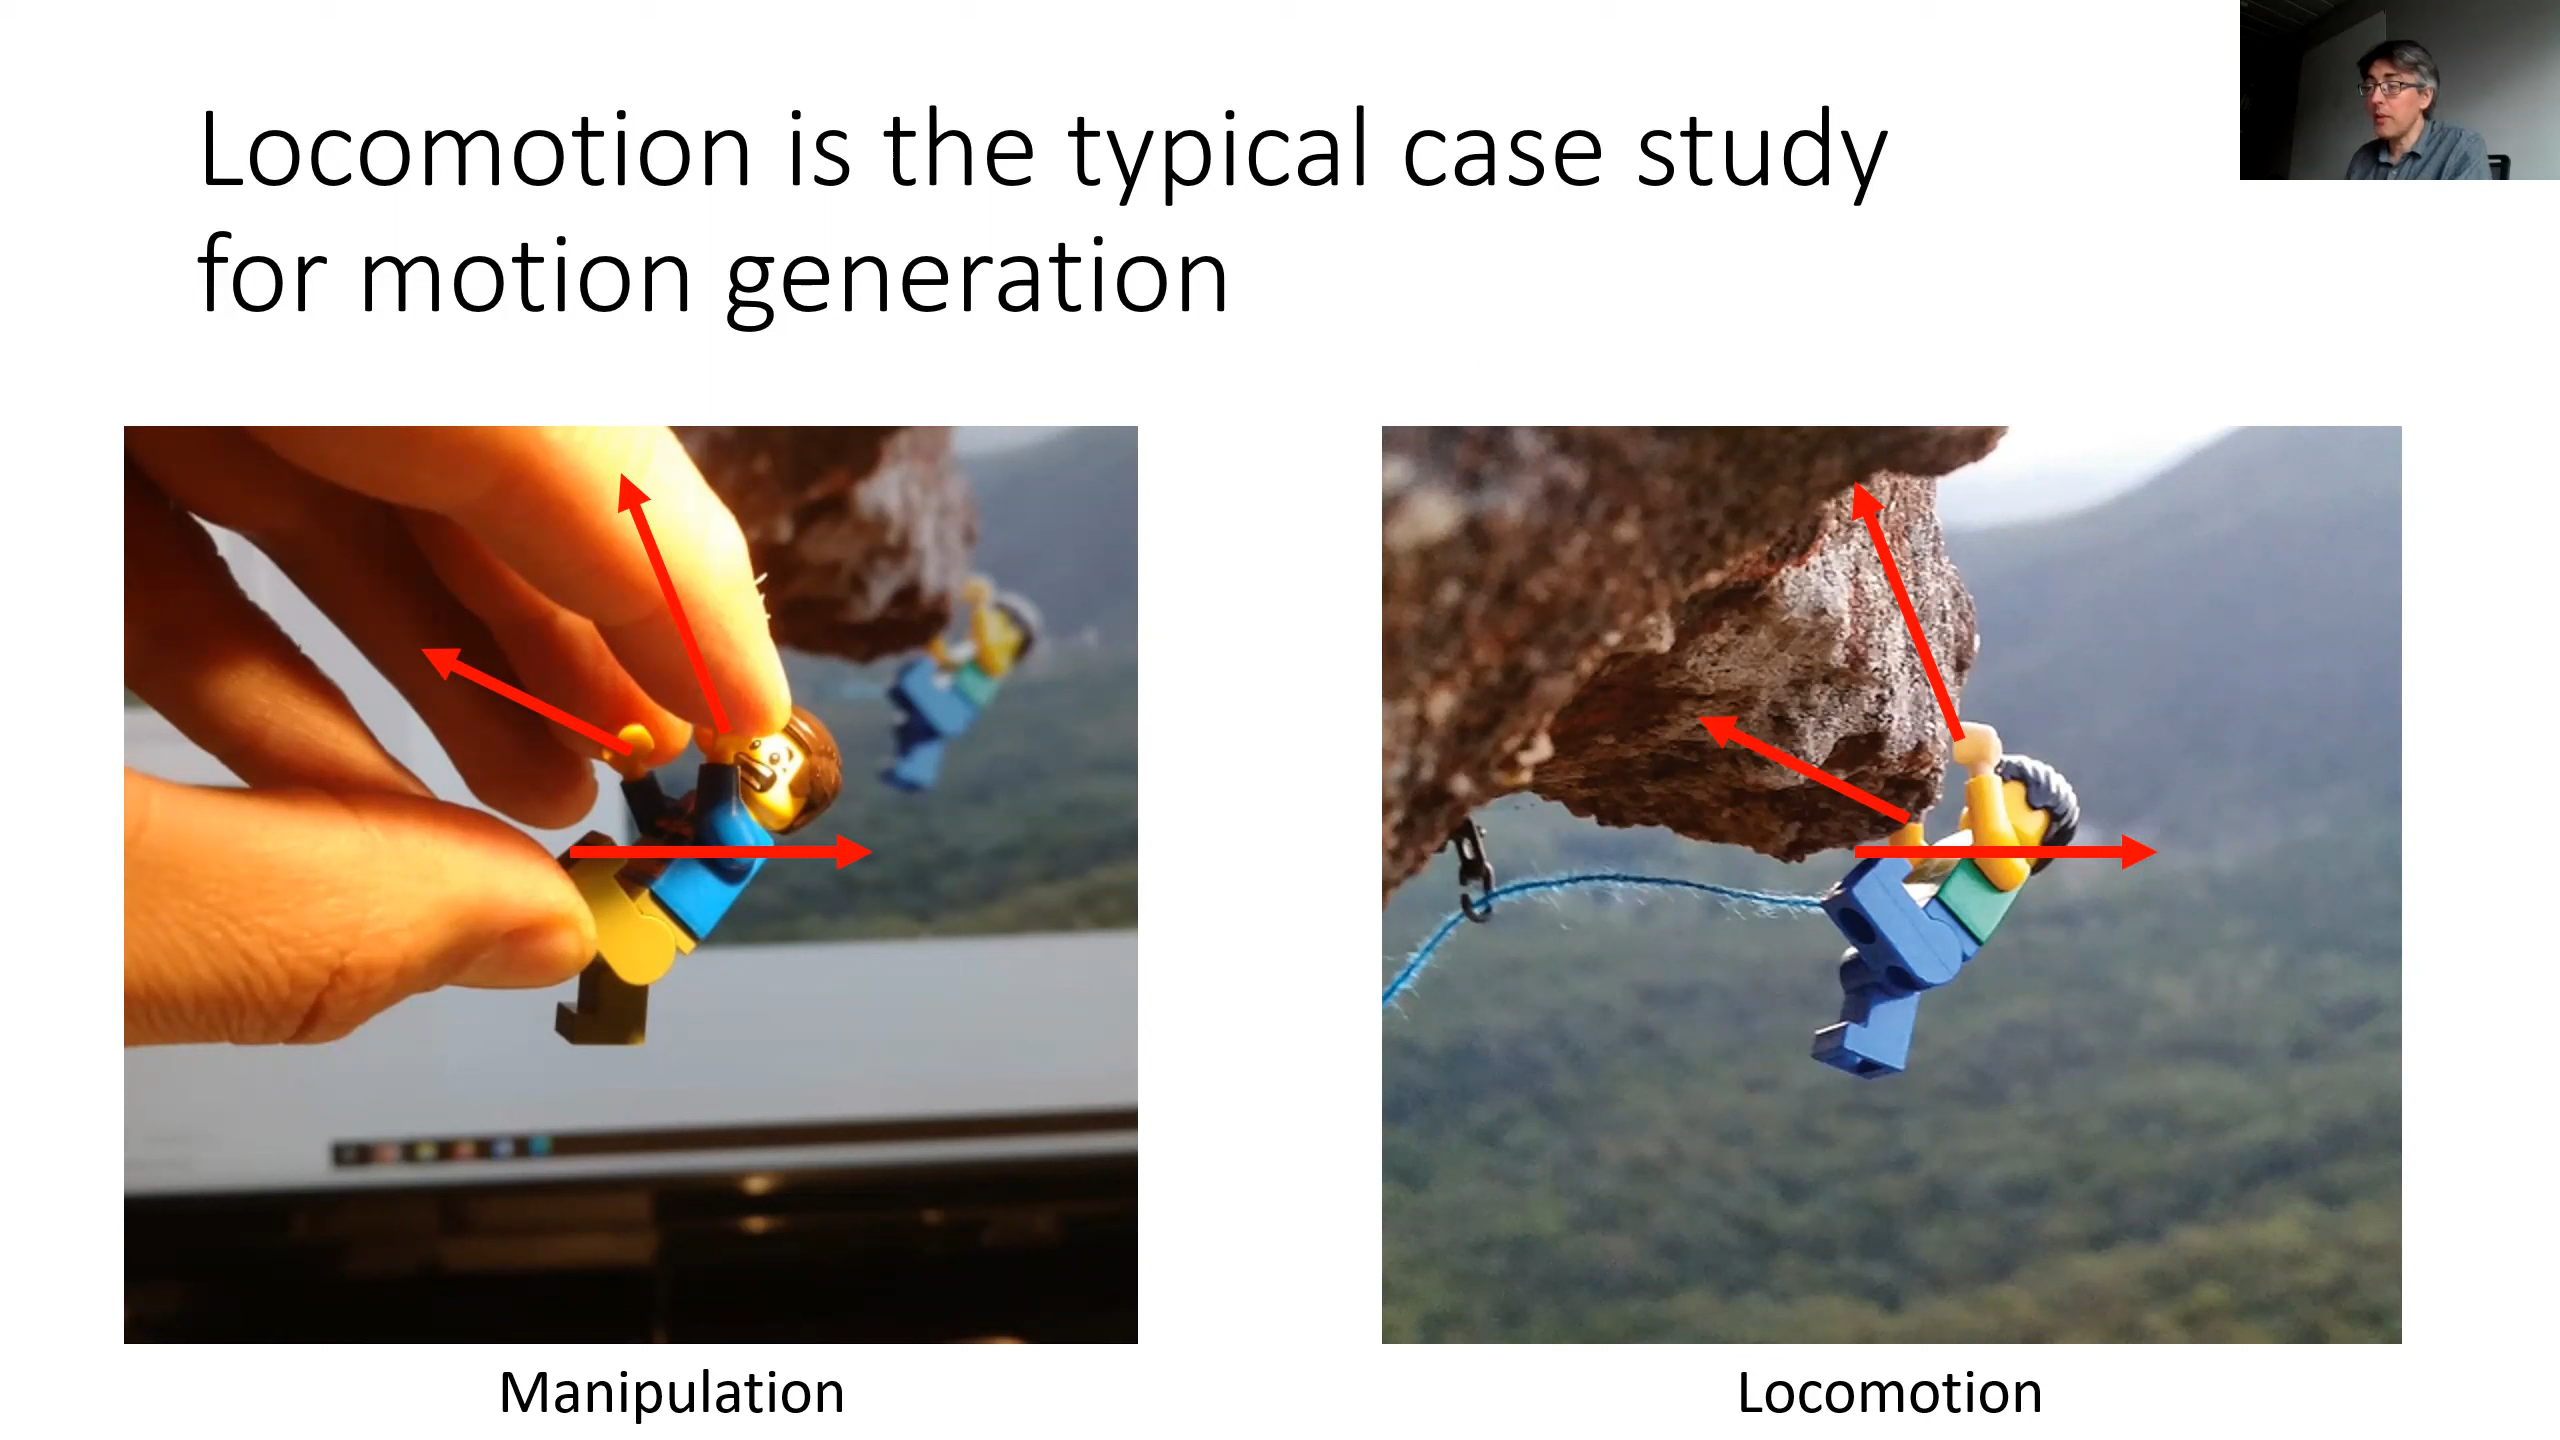 Locomotion is the typical case study
for motion generation
Manipulation
Locomotion